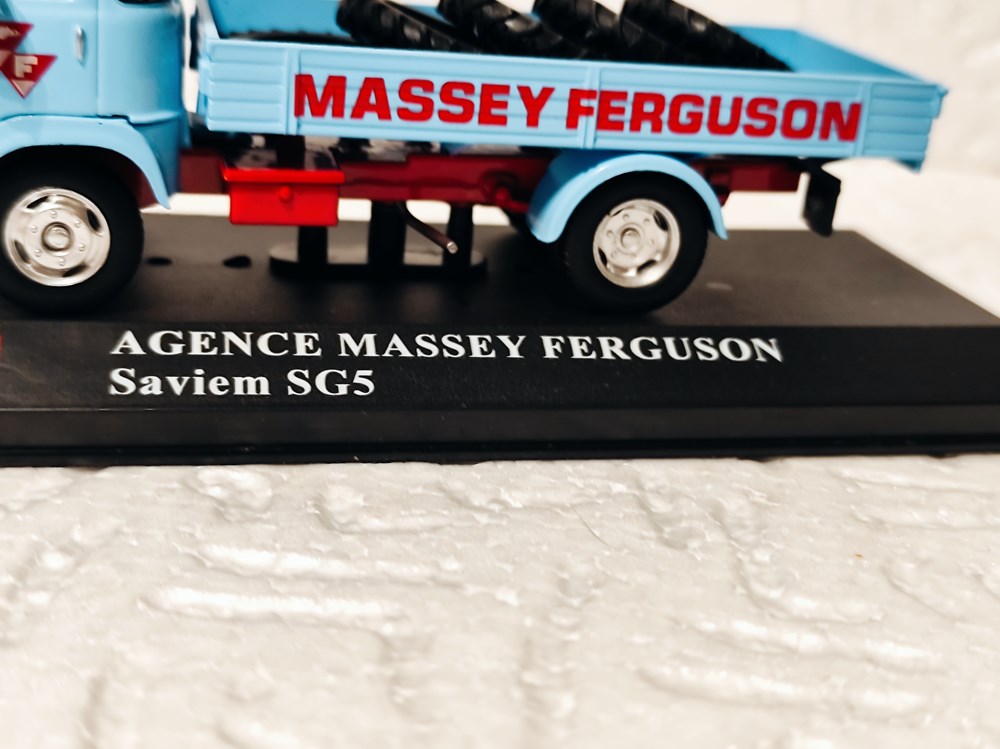 F
MASSEY FERGUSON
AGENCE MASSEY FERGUSON
Saviem SG5